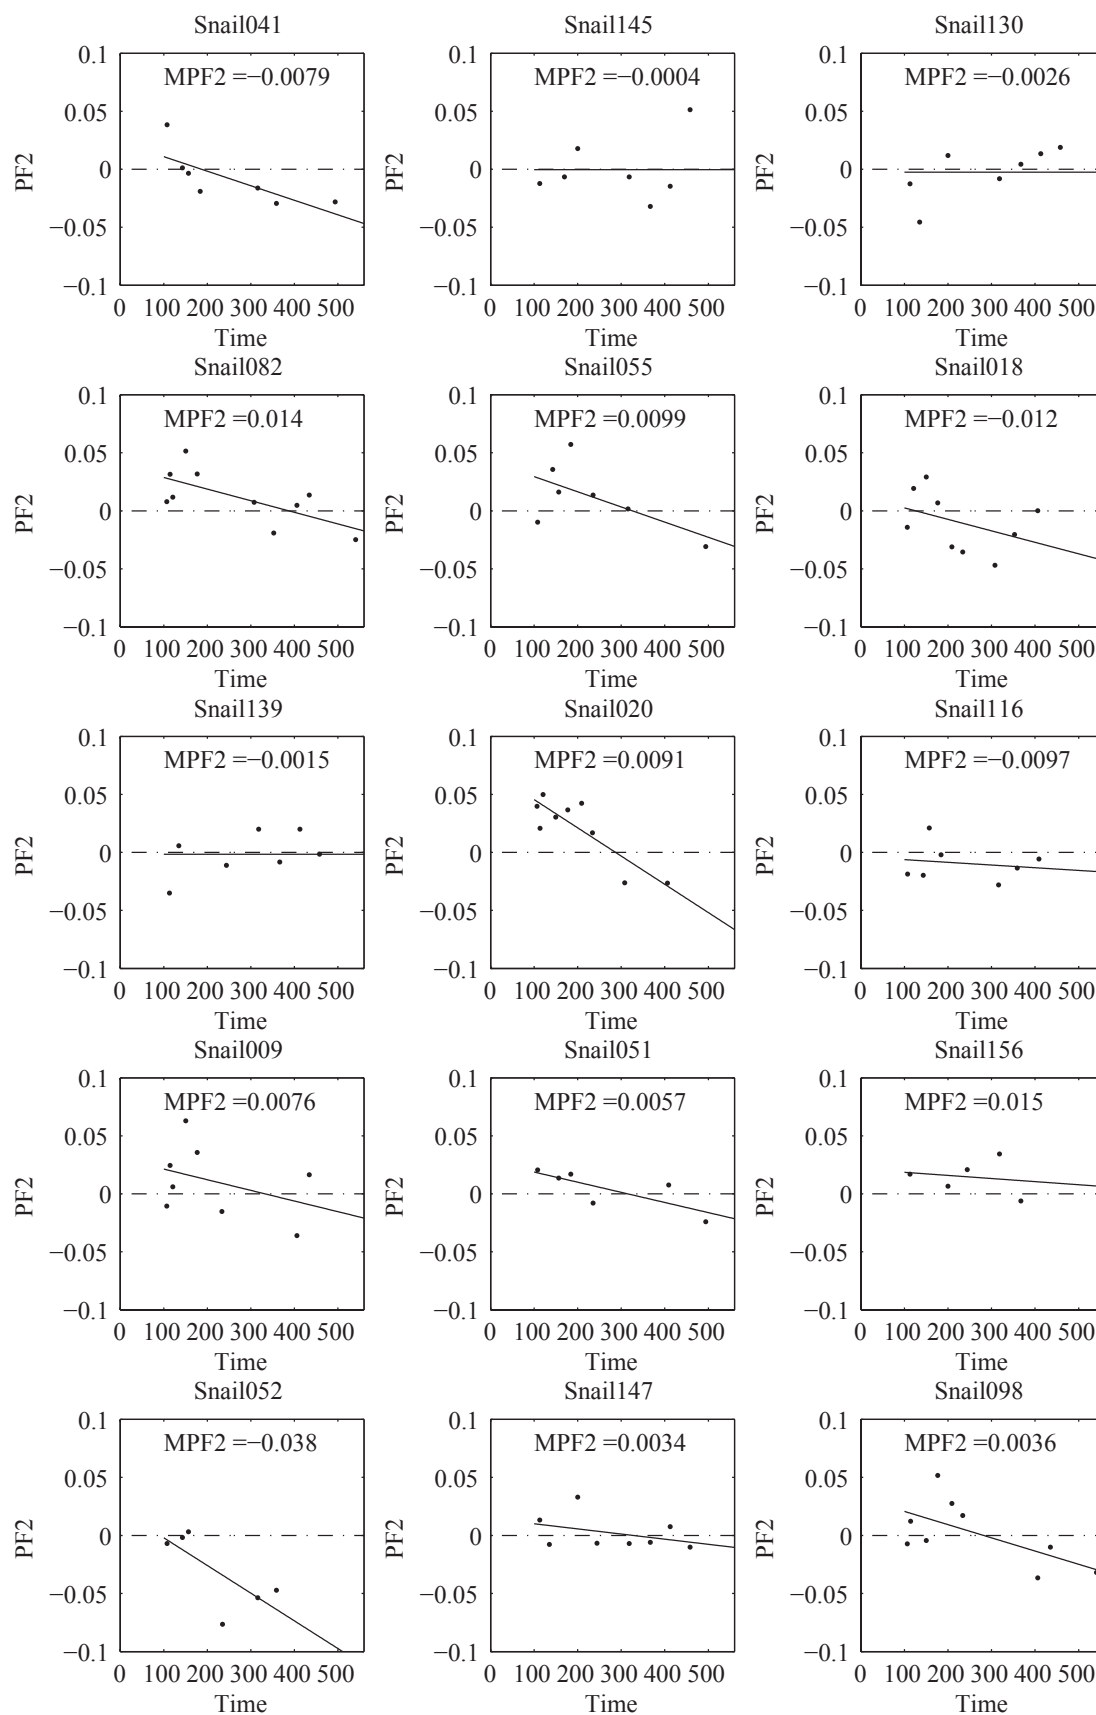 Snail041 Snail145 Snail130
0.1 0.1 0.1
MPF2 =−0.0079 MPF2 =−0.0004 MPF2 =−0.0026
0.05 0.05 0.05
PF2 0 PF2 0 PF2 0
−0.05 −0.05 −0.05
−0.1 −0.1 −0.1
0 100 200 300 400 500 0 100 200 300 400 500 0 100 200 300 400 500
Time Time Time
Snail082 Snail055 Snail018
0.1 0.1 0.1
MPF2 =0.014 MPF2 =0.0099 MPF2 =−0.012
0.05 0.05 0.05
PF2 0 PF2 0 PF2 0
−0.05 −0.05 −0.05
−0.1 −0.1 −0.1
0 100 200 300 400 500 0 100 200 300 400 500 0 100 200 300 400 500
Time Time Time
Snail139 Snail020 Snail116
0.1 0.1 0.1
MPF2 =−0.0015 MPF2 =0.0091 MPF2 =−0.0097
0.05 0.05 0.05
PF2 0 PF2 0 PF2 0
−0.05 −0.05 −0.05
−0.1 −0.1 −0.1
0 100 200 300 400 500 0 100 200 300 400 500 0 100 200 300 400 500
Time Time Time
Snail009 Snail051 Snail156
0.1 0.1 0.1
MPF2 =0.0076 MPF2 =0.0057 MPF2 =0.015
0.05 0.05 0.05
PF2 0 PF2 0 PF2 0
−0.05 −0.05 −0.05
−0.1 −0.1 −0.1
0 100 200 300 400 500 0 100 200 300 400 500 0 100 200 300 400 500
Time Time Time
Snail052 Snail147 Snail098
0.1 0.1 0.1
MPF2 =−0.038 MPF2 =0.0034 MPF2 =0.0036
0.05 0.05 0.05
PF2 0 PF2 0 PF2 0
−0.05 −0.05 −0.05
−0.1 −0.1 −0.1
0 100 200 300 400 500 0 100 200 300 400 500 0 100 200 300 400 500
Time Time Time